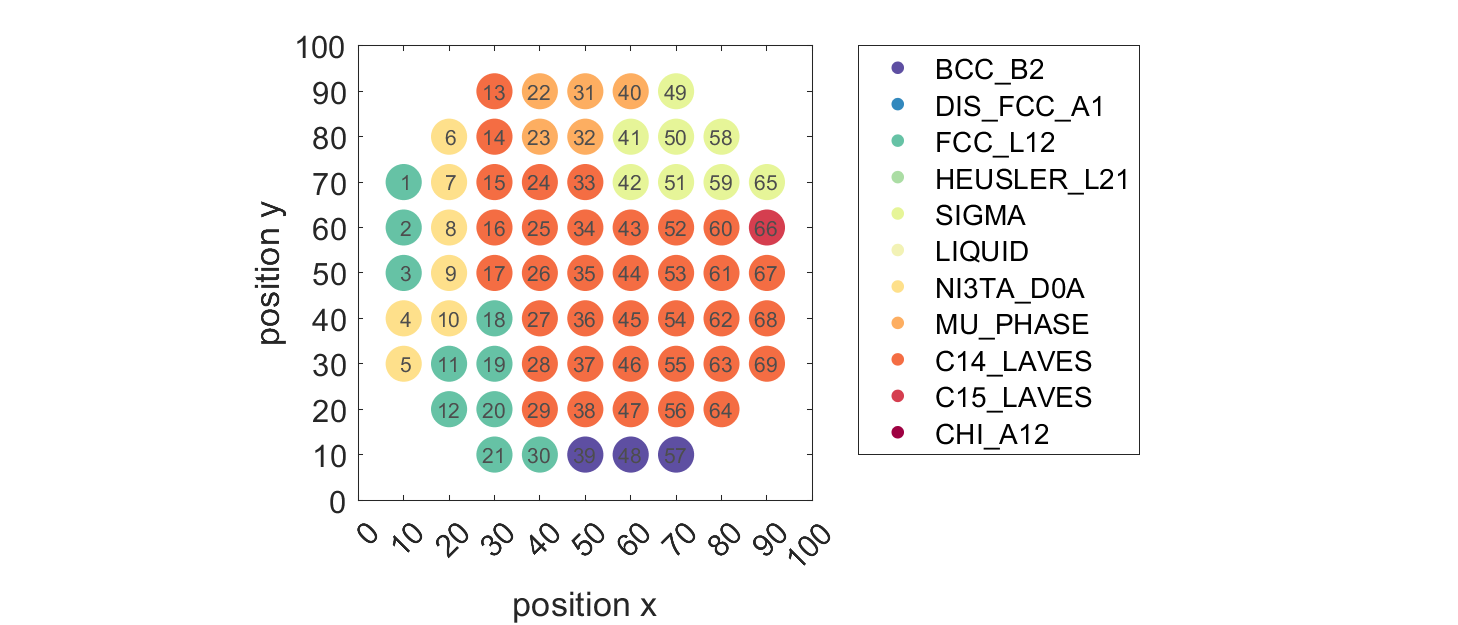 100
90 13 22 31 40 49
80 6 14 23 32 41 50 58
70 1 7 15 24 33 42 51 59 65
60 2 8 16 25 34 43 52 60 66
50 3 9 17 26 35 44 53 61 67
40 4 10 18 27 36 45 54 62 68
30 5 11 19 28 37 46 55 63 69
20 12 20 29 38 47 56 64
10 21 30 39 48 57
0
0 10 20 30 40 50 60 70 80 90 100
position x
position y
BCC_B2
DIS_FCC_A1
FCC_L12
HEUSLER_L21
SIGMA
LIQUID
NI3TA_D0A
MU_PHASE
C14_LAVES
C15_LAVES
CHI_A12